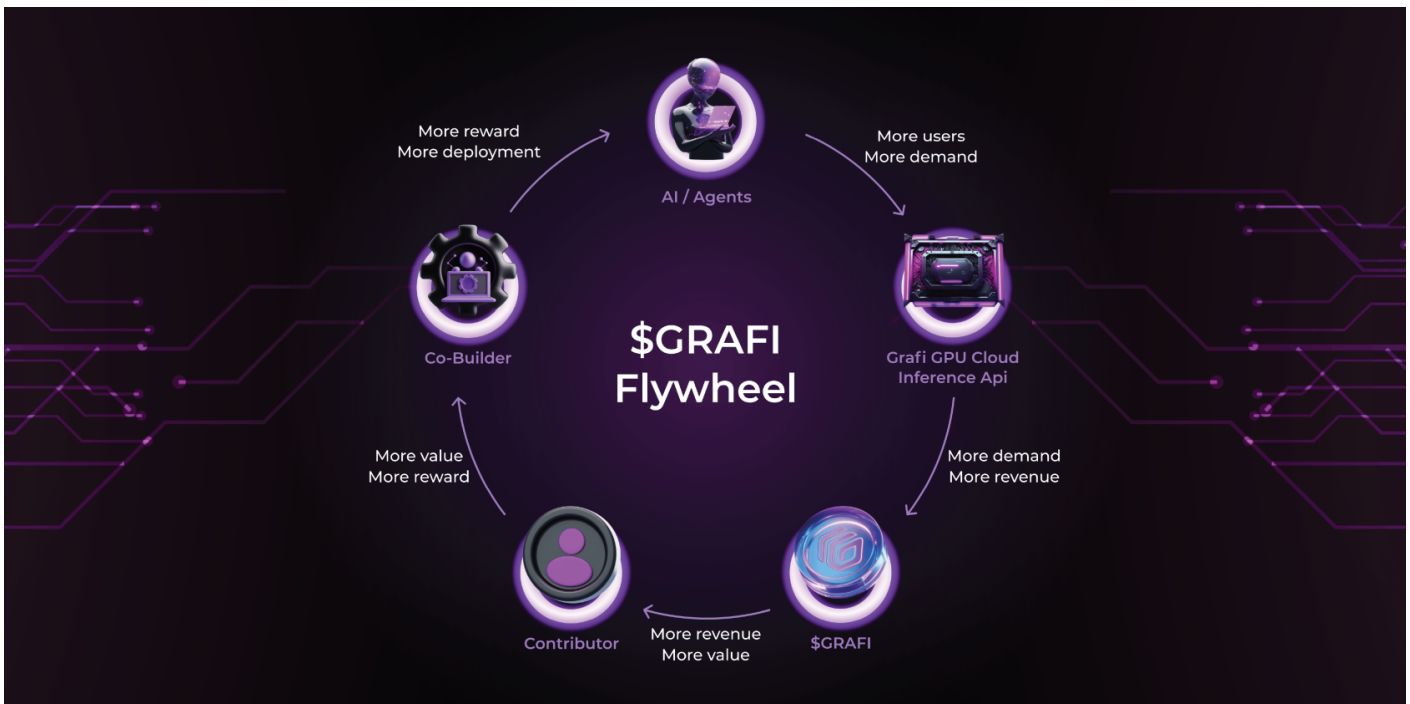 More reward
More deployment
AI / Agents
More users
More demand
Co-Builder
$GRAFI
Flywheel
Grafi GPU Cloud
Inference Api
More value
More reward
More demand
More revenue
Contributor
More revenue
More value
$GRAFI